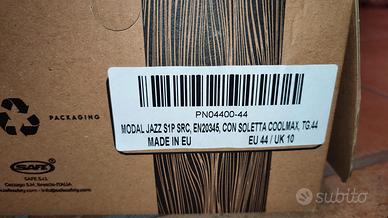 PN04400-44
MODAL JAZZ S1P SRC, EN20345, CON SOLETTA COOLMAX, TG.44
MADE IN EU EU 44 / UK 10
PACKAGING
SAFE
SAFE S.r.l.
subito